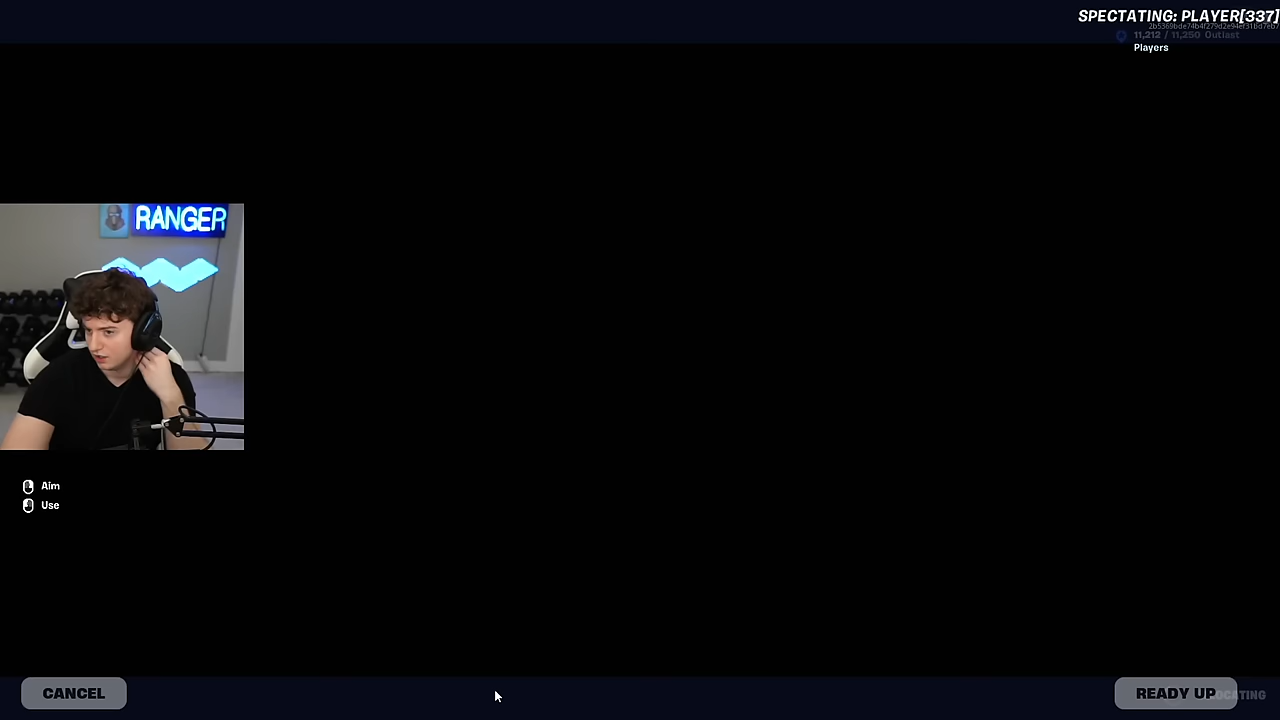 SPECTATING: PLAYER[337]
11,212 / 11,250 Outlast
Players
RANGER
Aim
Use
CANCEL
READY UP